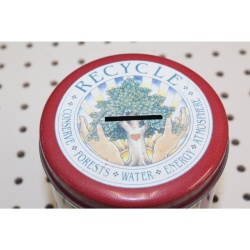 RECYCLE
CONSERVE • FORESTS • WATER • ENERGY • ATMOSPHERE